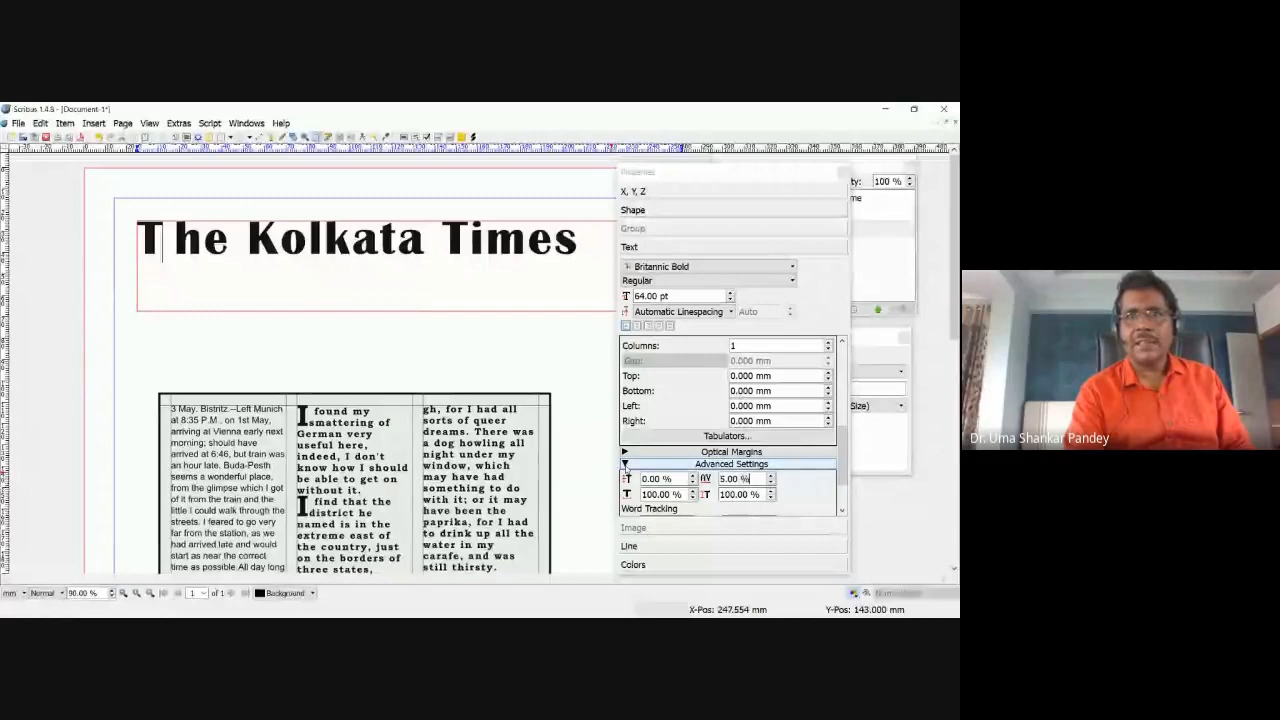 Scribus 1.4.8 - [Document-1*]
File Edit Item Insert Page View Extras Script Windows Help
Properties
X, Y, Z
Shape
Group
Text
Britannic Bold
Regular
64.00 pt
Automatic Linespacing Auto
Columns: 1
Gap: 0.000 mm
Top: 0.000 mm
Bottom: 0.000 mm
Left: 0.000 mm
Right: 0.000 mm
Tabulators...
Optical Margins
Advanced Settings
0.00 % 5.00 %
100.00 % 100.00 %
Word Tracking
Image
Line
Colors
100 %
Size)
The Kolkata Times
3 May. Bistritz.--Left Munich
at 8:35 P.M., on 1st May,
arriving at Vienna early next
morning; should have
arrived at 6:46, but train was
an hour late. Buda-Pesth
seems a wonderful place,
from the glimpse which I got
of it from the train and the
little I could walk through the
streets. I feared to go very
far from the station, as we
had arrived late and would
start as near the correct
time as possible.All day long
I found my
smattering of
German very
useful here,
indeed, I don't
know how I should
be able to get on
without it.
I find that the
district he
named is in the
extreme east of
the country, just
on the borders of
three states,
gh, for I had all
sorts of queer
dreams. There was
a dog howling all
night under my
window, which
may have had
something to do
with it; or it may
have been the
paprika, for I had
to drink up all the
water in my
carafe, and was
still thirsty.
mm Normal 90.00 % 1 of 1 Background
X-Pos: 247.554 mm Y-Pos: 143.000 mm
Dr. Uma Shankar Pandey